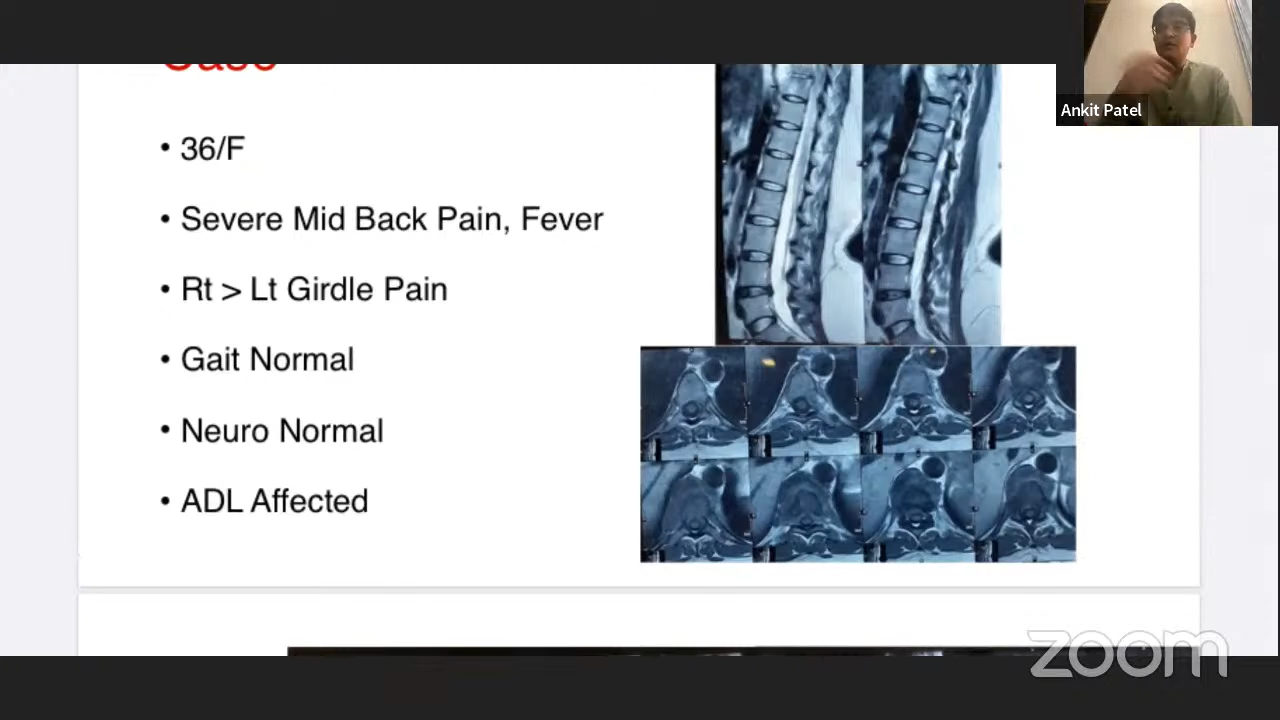 Case
• 36/F
• Severe Mid Back Pain, Fever
• Rt > Lt Girdle Pain
• Gait Normal
• Neuro Normal
• ADL Affected
Ankit Patel
zoom